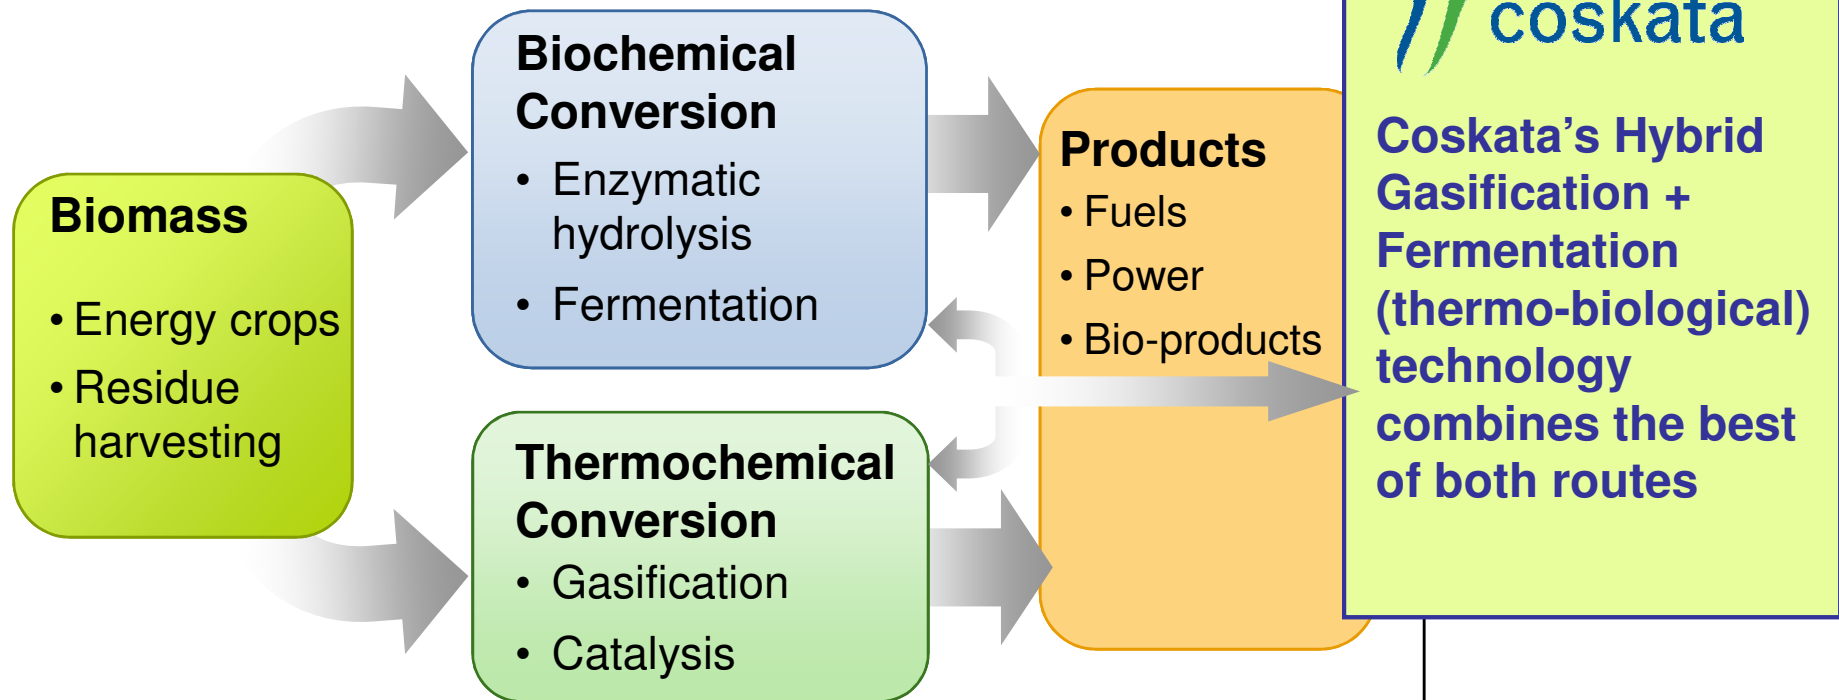 Biomass
• Energy crops
• Residue
harvesting
Biochemical
Conversion
• Enzymatic
hydrolysis
• Fermentation
Thermochemical
Conversion
• Gasification
• Catalysis
Products
• Fuels
• Power
• Bio-products
coskata
Coskata’s Hybrid
Gasification +
Fermentation
(thermo-biological)
technology
combines the best
of both routes